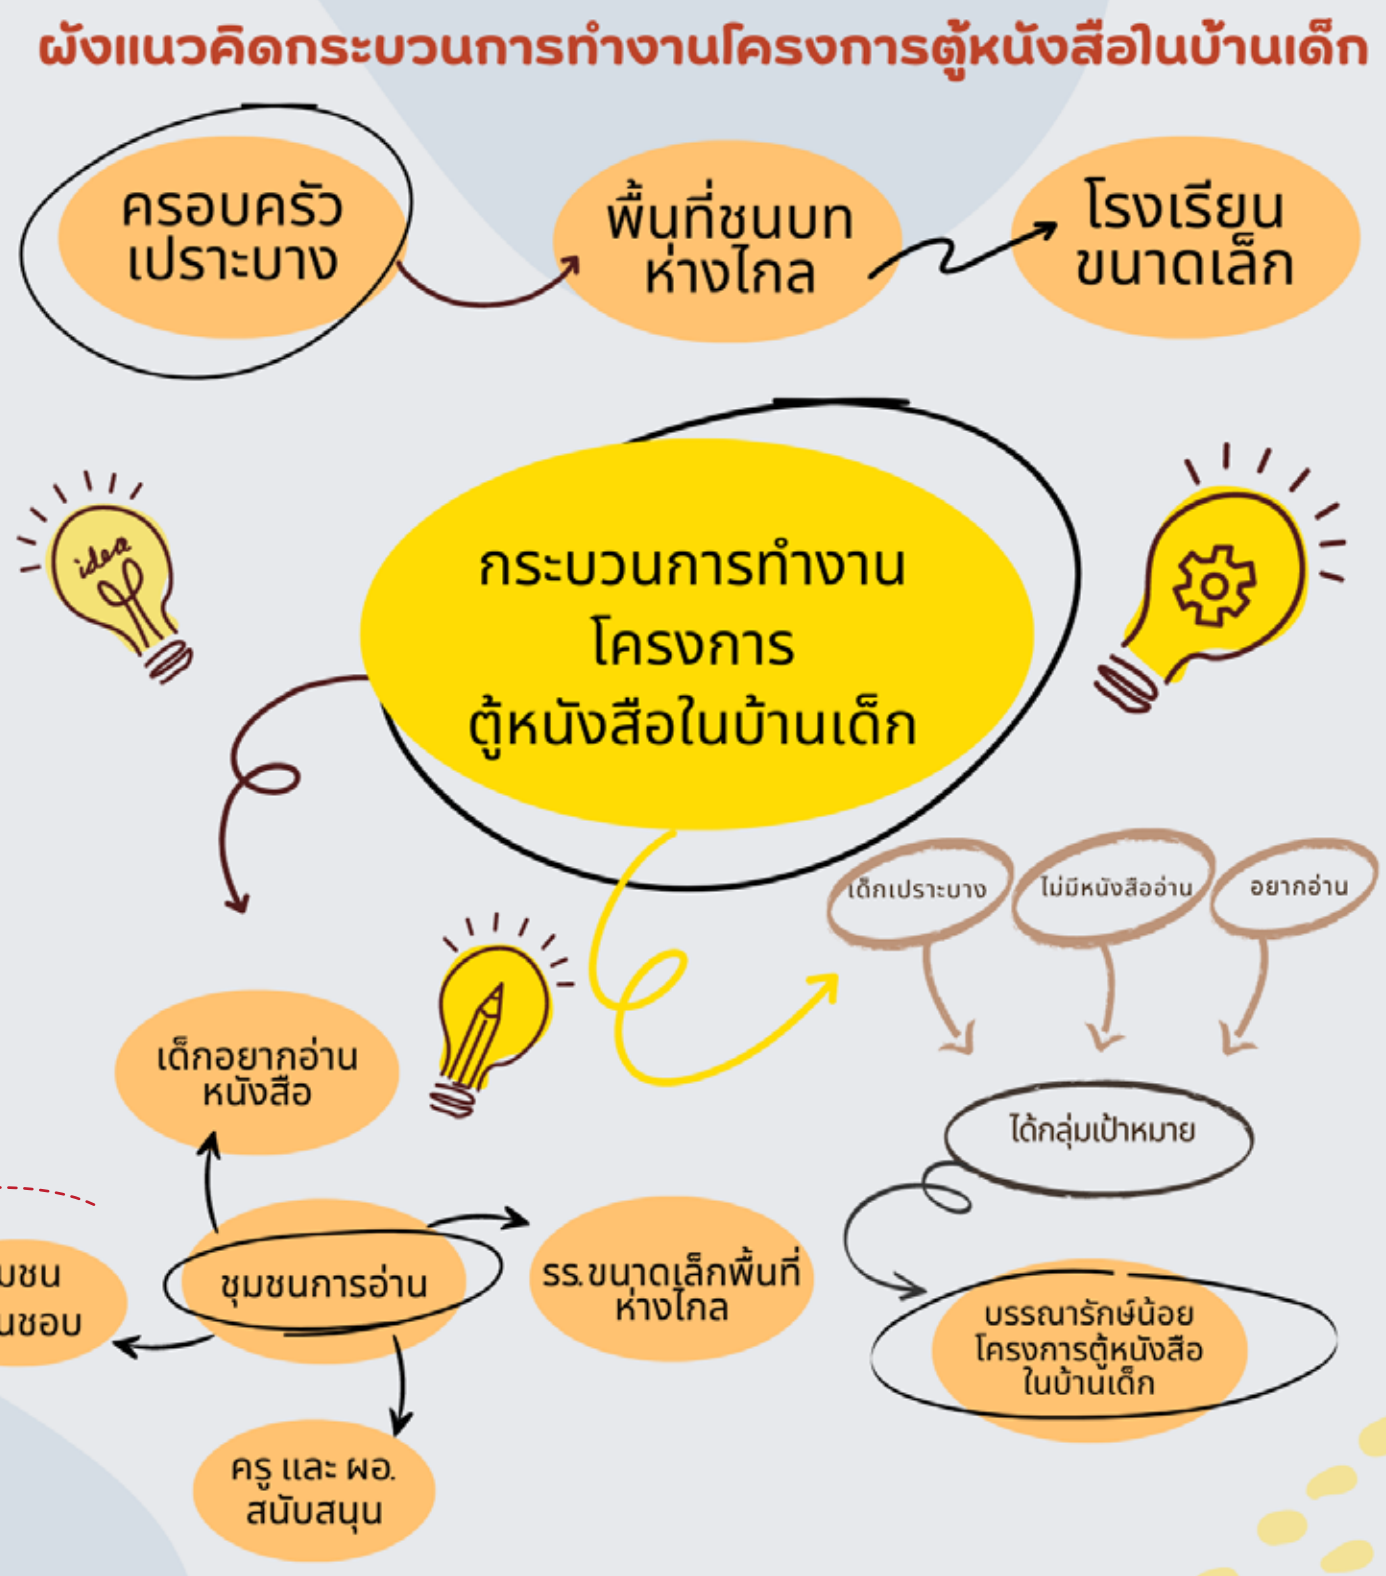 ผังแนวคิดกระบวนการทำงานโครงการตู้หนังสือในบ้านเด็ก
ครอบครัว
เปราะบาง
พื้นที่ชนบท
ห่างไกล
โรงเรียน
ขนาดเล็ก
idea
กระบวนการทำงาน
โครงการ
ตู้หนังสือในบ้านเด็ก
เด็กเปราะบาง
ไม่มีหนังสืออ่าน
อยากอ่าน
เด็กอยากอ่าน
หนังสือ
ได้กลุ่มเป้าหมาย
ชุมชนการอ่าน
รร.ขนาดเล็กพื้นที่
ห่างไกล
บรรณารักษ์น้อย
โครงการตู้หนังสือ
ในบ้านเด็ก
ครู และ ผอ.
สนับสนุน